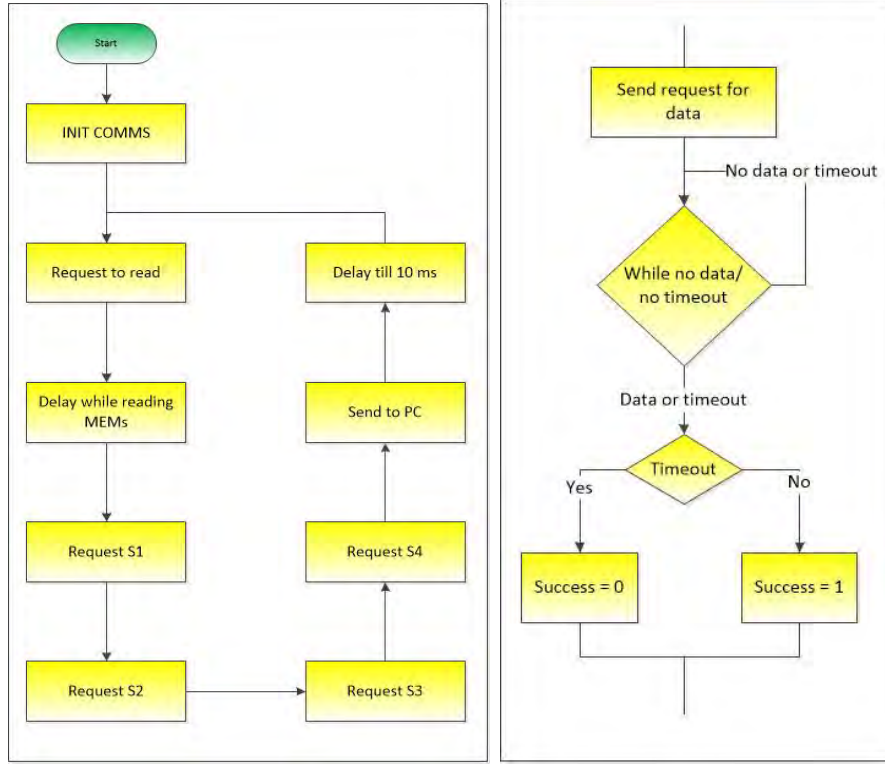 Start
INIT COMMS
Request to read
Delay while reading
MEMs
Request S1
Request S2
Request S3
Request S4
Send to PC
Delay till 10 ms
Send request for
data
No data or timeout
While no data/
no timeout
Data or timeout
Timeout
Yes
No
Success = 0
Success = 1